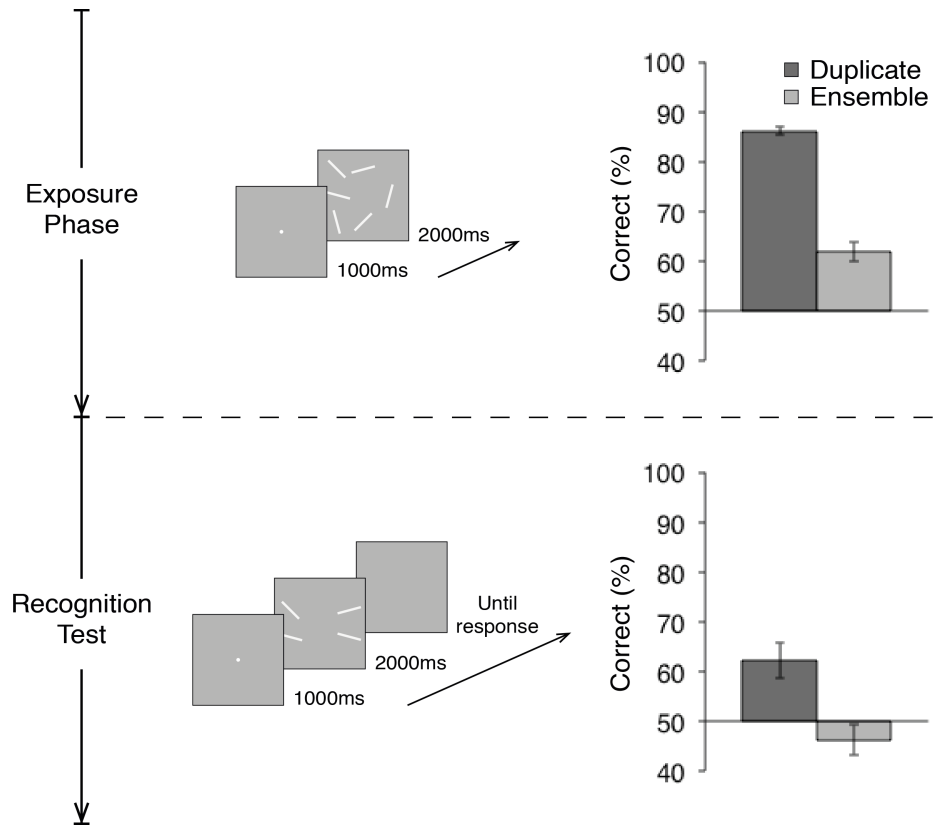 Exposure
Phase
1000ms
2000ms
Correct (%)
100
90
80
70
60
50
40
Duplicate
Ensemble
Recognition
Test
1000ms
2000ms
Until
response
Correct (%)
100
90
80
70
60
50
40